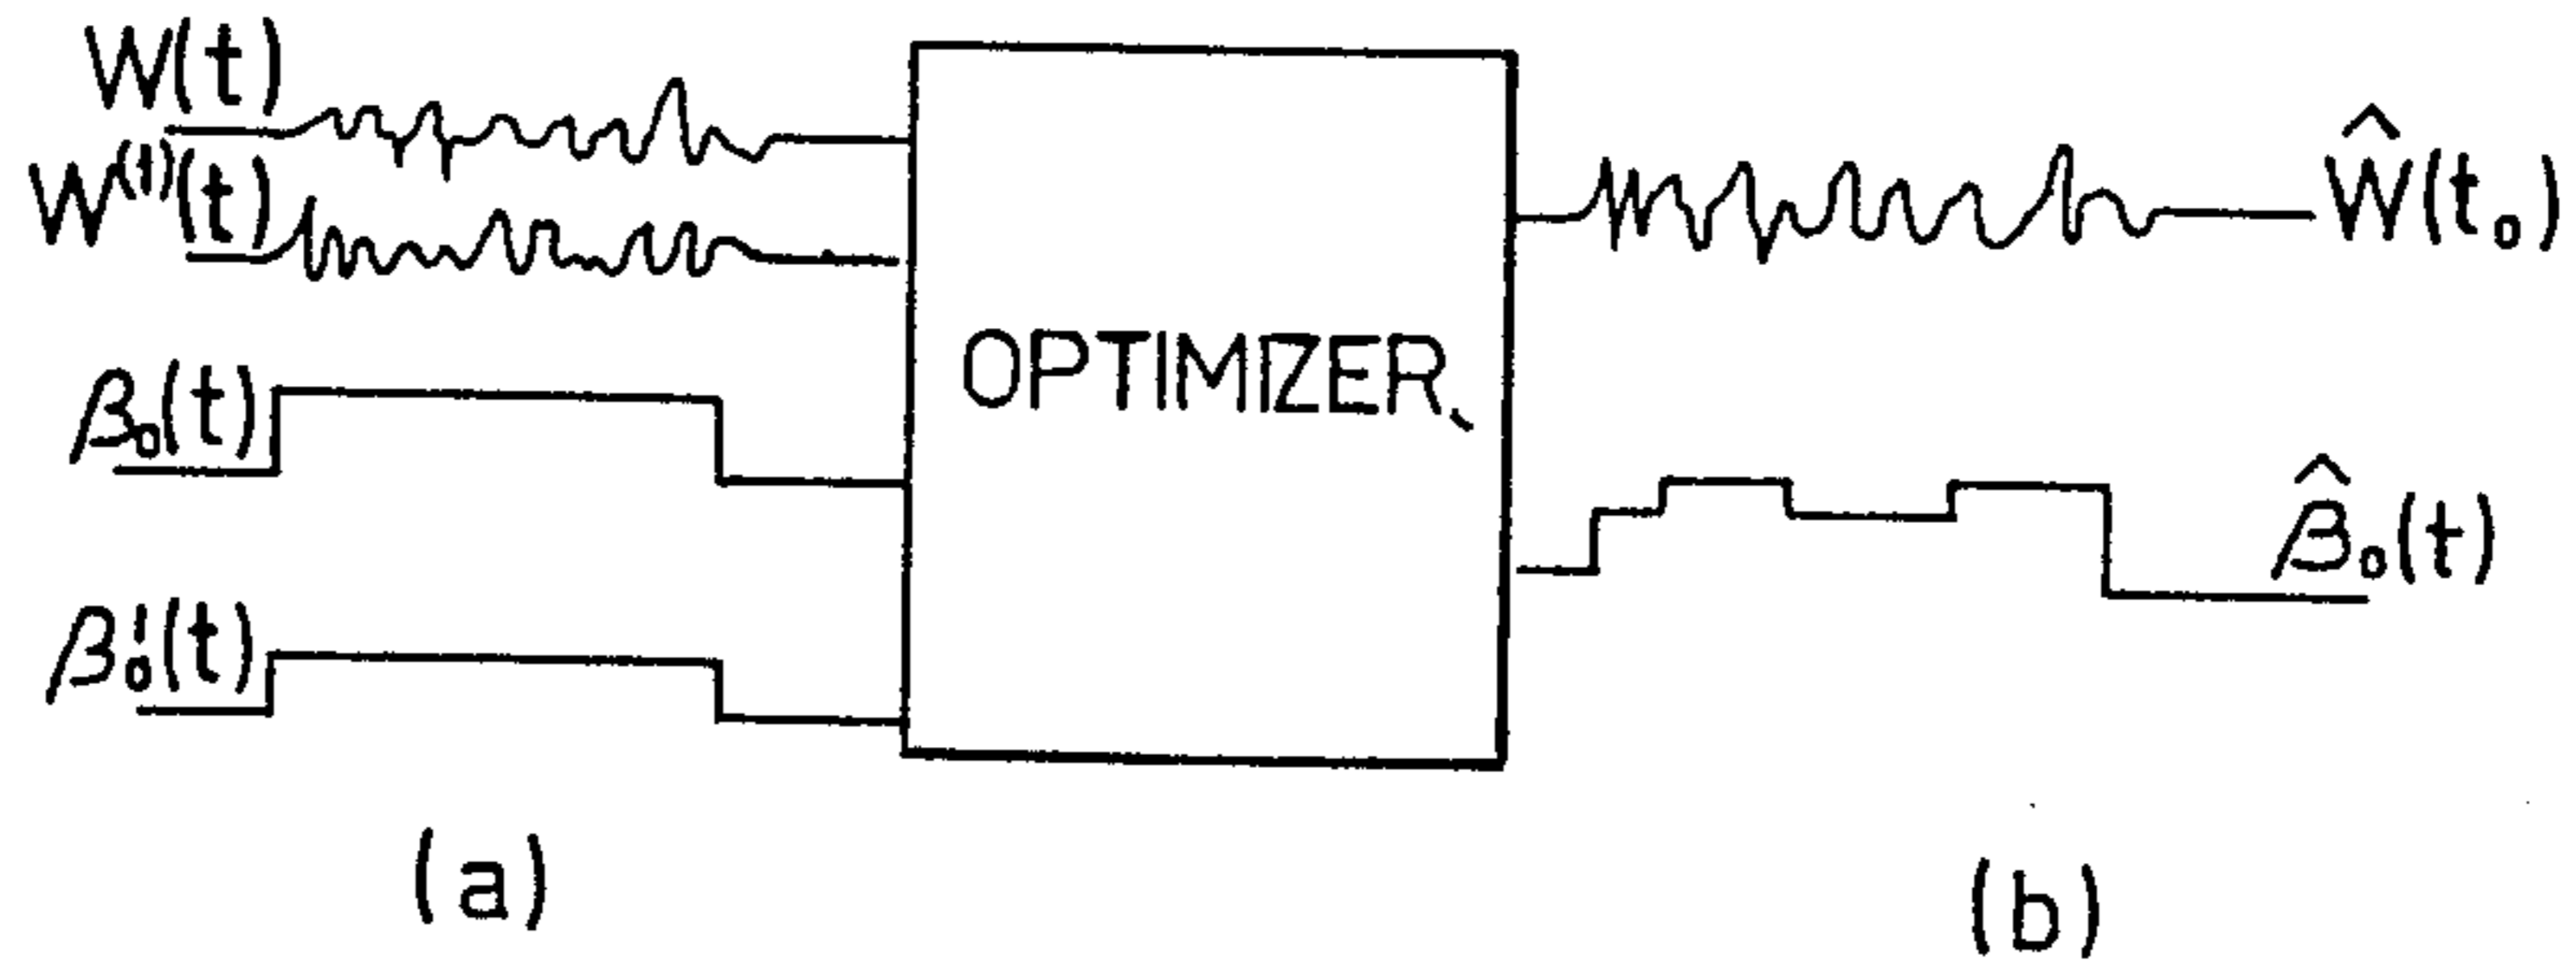 W(t)
W⁽¹⁾(t)
β₀(t)
β₀'(t)
OPTIMIZER
Ŵ(t₀)
β̂₀(t)
(a)
(b)